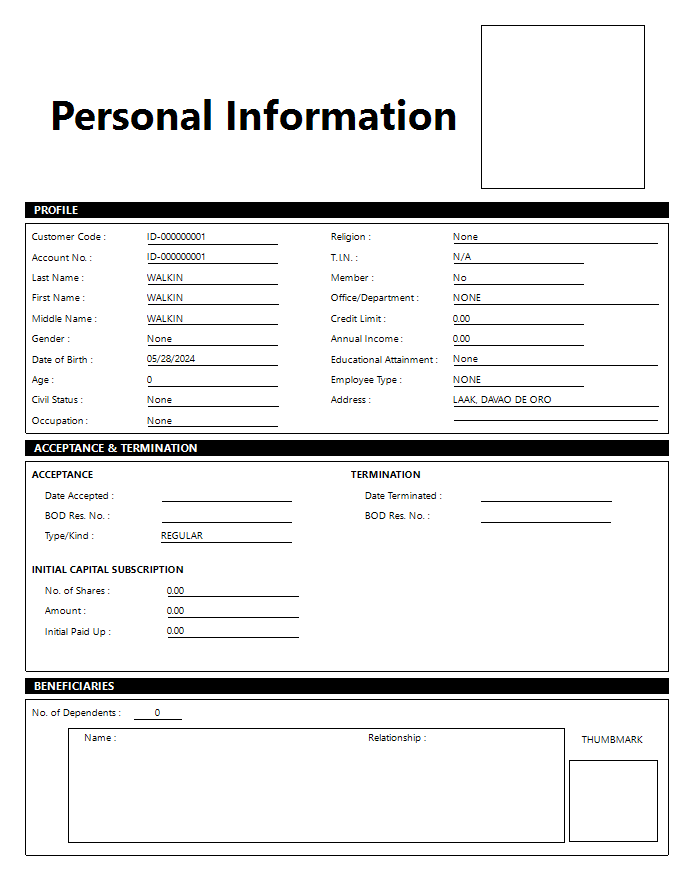 Personal Information
PROFILE
Customer Code : ID-000000001 Religion : None
Account No. : ID-000000001 T.I.N. : N/A
Last Name : WALKIN Member : No
First Name : WALKIN Office/Department : NONE
Middle Name : WALKIN Credit Limit : 0.00
Gender : None Annual Income : 0.00
Date of Birth : 05/28/2024 Educational Attainment : None
Age : 0 Employee Type : NONE
Civil Status : None Address : LAAK, DAVAO DE ORO
Occupation : None
ACCEPTANCE & TERMINATION
ACCEPTANCE TERMINATION
Date Accepted : Date Terminated :
BOD Res. No. : BOD Res. No. :
Type/Kind : REGULAR
INITIAL CAPITAL SUBSCRIPTION
No. of Shares : 0.00
Amount : 0.00
Initial Paid Up : 0.00
BENEFICIARIES
No. of Dependents : 0
Name : Relationship : THUMBMARK